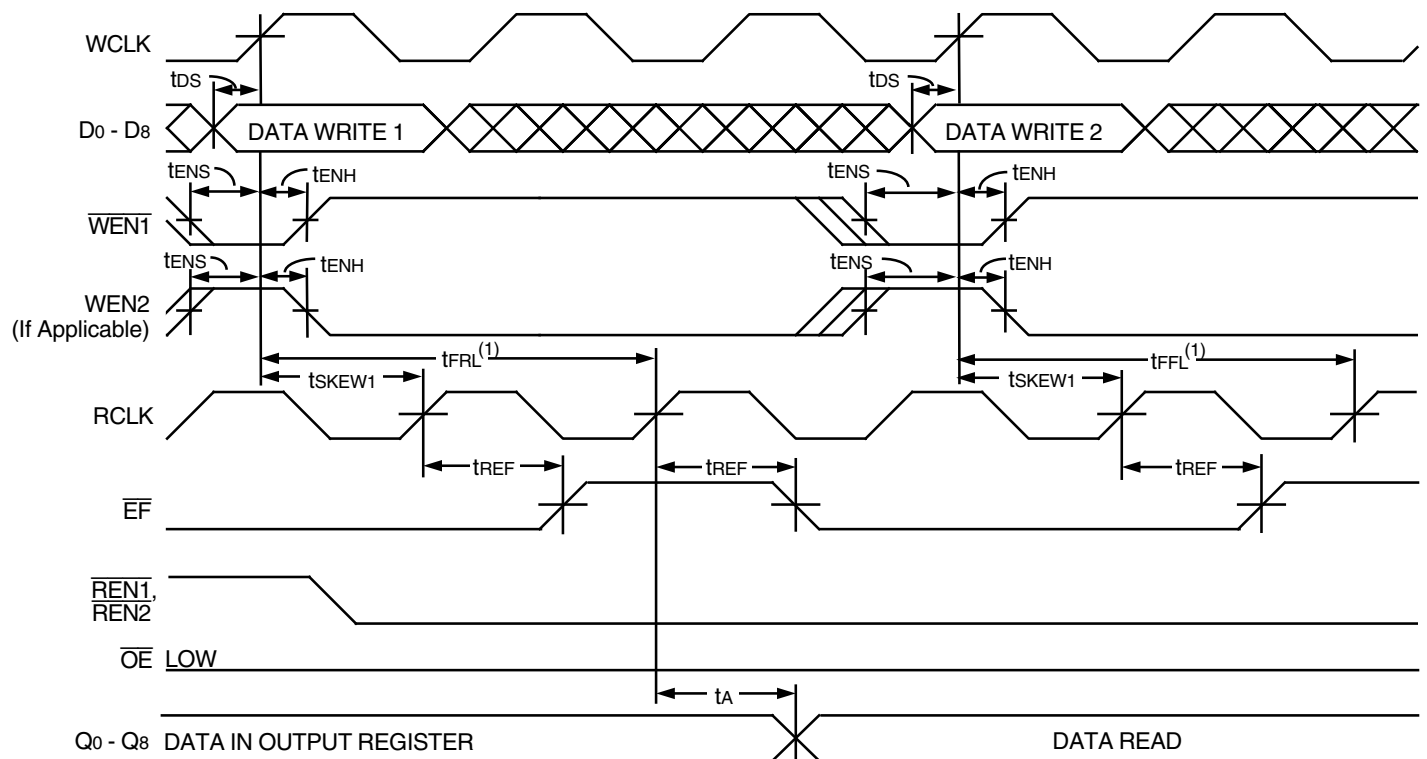 WCLK
tDS tDS
D0 - D8 DATA WRITE 1 DATA WRITE 2
tENS tENH tENS tENH
WEN1
tENS tENH tENS tENH
WEN2
(If Applicable)
tFRL(1) tFFL(1)
tSKEW1 tSKEW1
RCLK
tREF tREF tREF
EF
REN1,
REN2
OE LOW
tA
Q0 - Q8 DATA IN OUTPUT REGISTER DATA READ